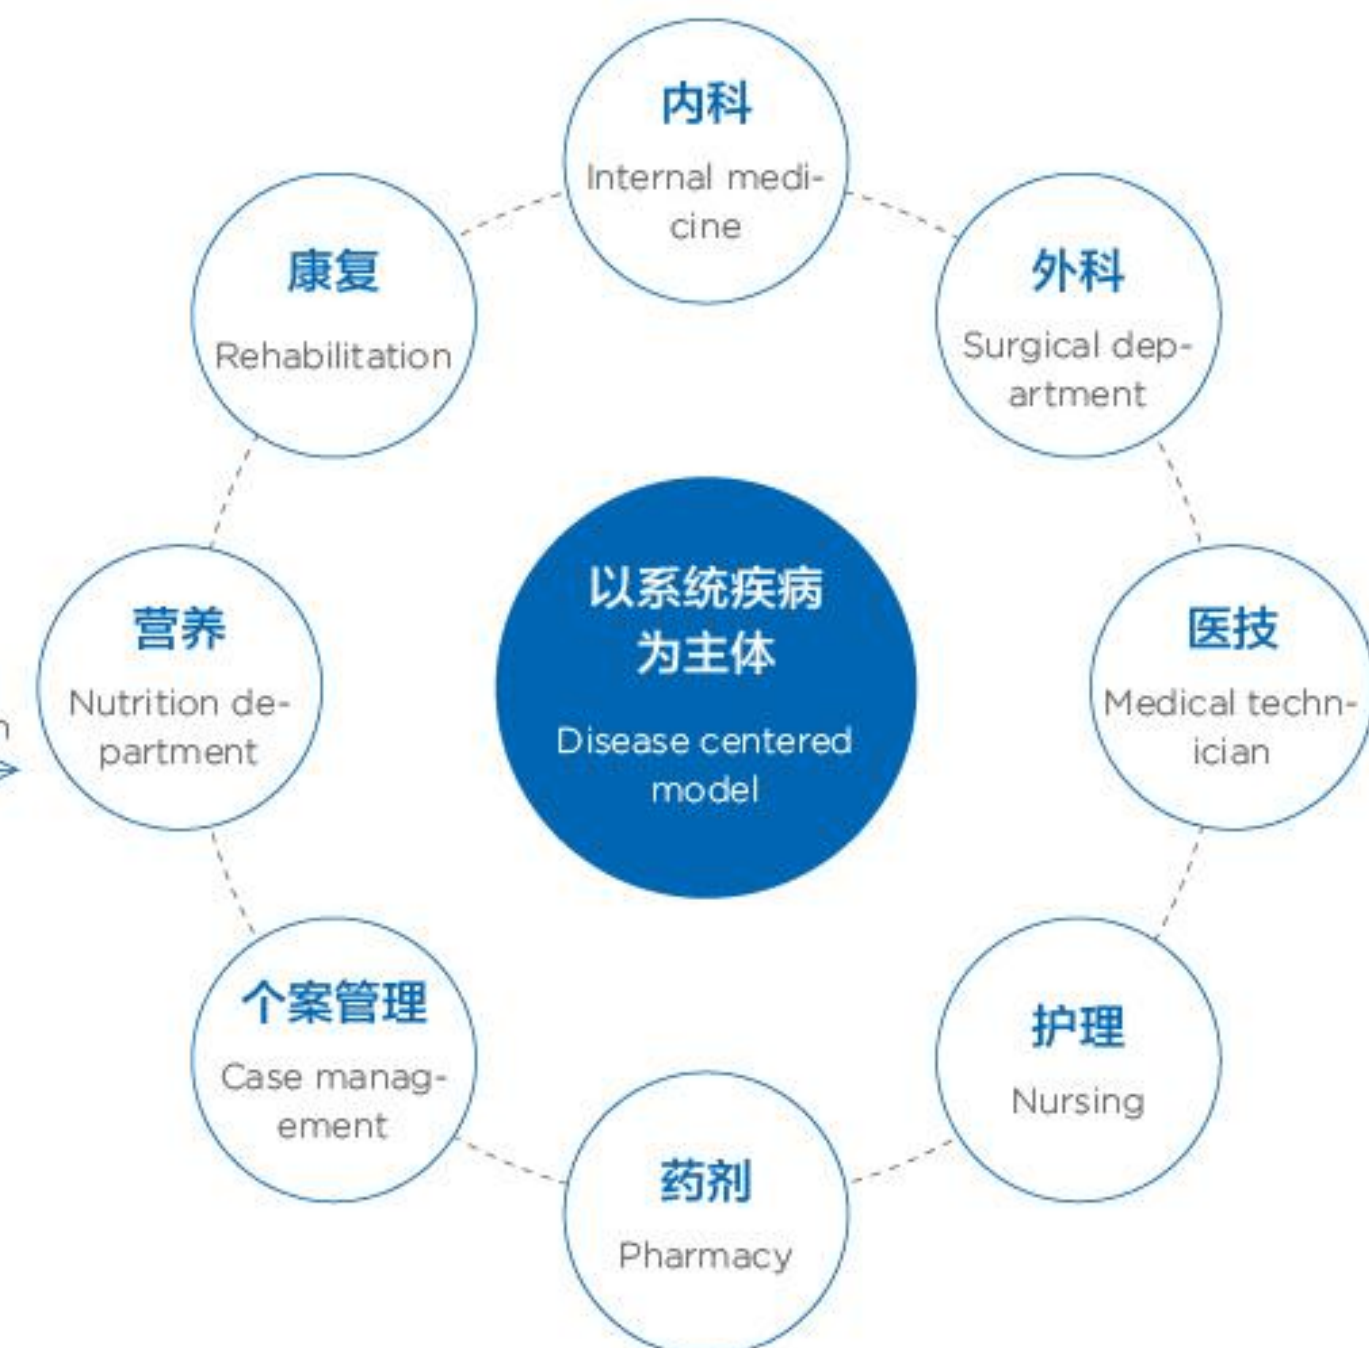 内科
Internal medi-
cine
康复
Rehabilitation
外科
Surgical dep-
artment
以系统疾病
为主体
Disease centered
model
营养
Nutrition de-
partment
医技
Medical techn-
ician
个案管理
Case manag-
ement
护理
Nursing
药剂
Pharmacy